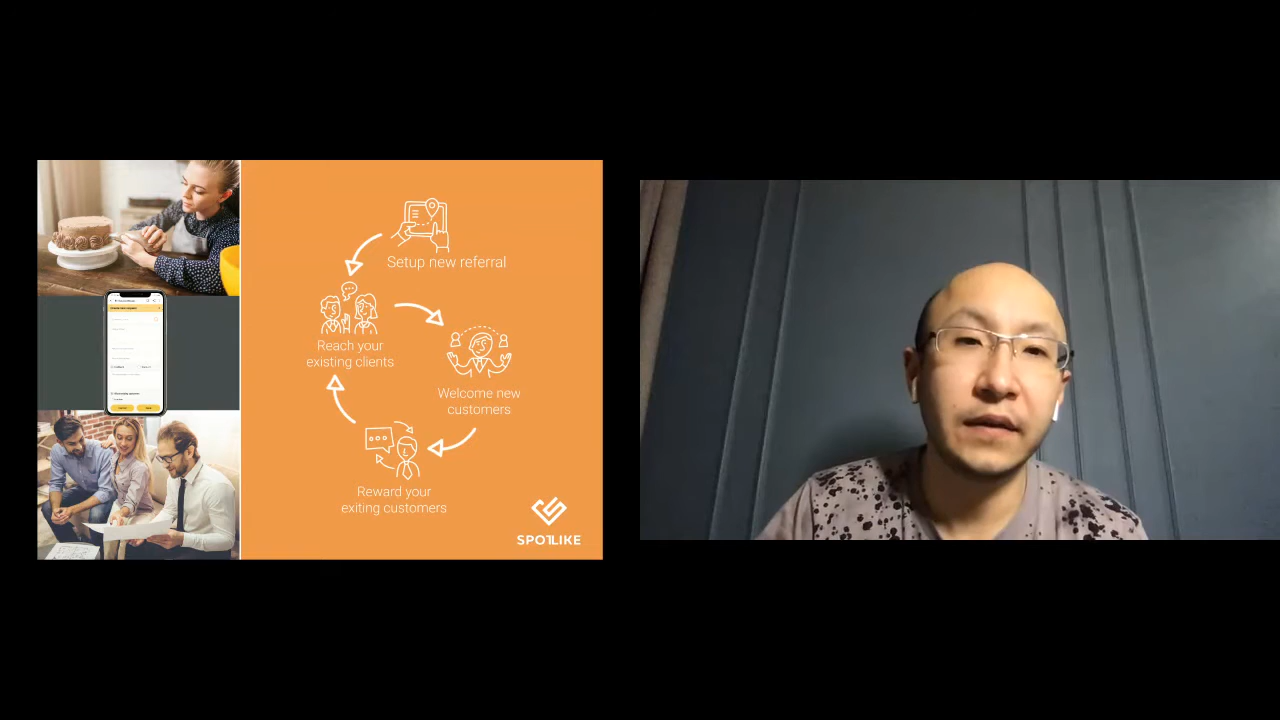 Setup new referral
Reach your
existing clients
Welcome new
customers
Reward your
exiting customers
SPOTLIKE